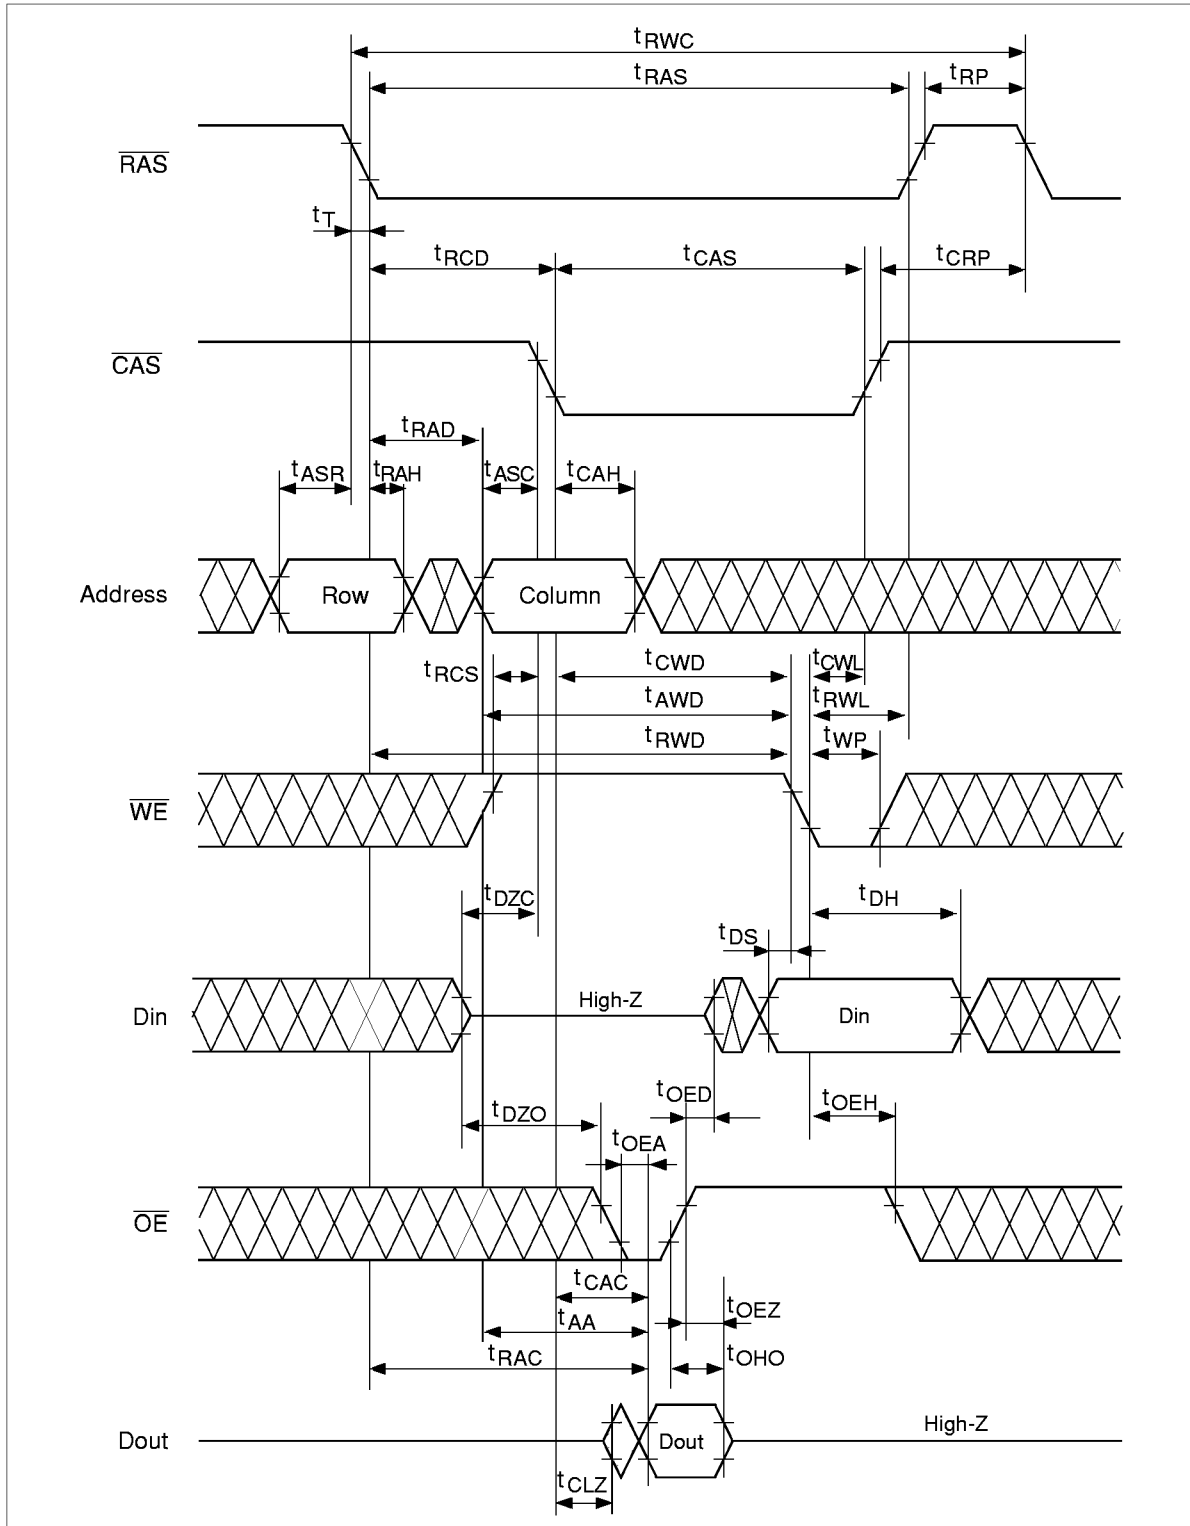 tRWC
tRAS tRP
RAS
tT
tRCD tCAS tCRP
CAS
tRAD
tASR tRAH tASC tCAH
Address Row Column
tRCS tCWD tCWL
tAWD tRWL
tRWD tWP
WE
tDZC tDH
tDS
Din High-Z Din
tOED tOEH
tDZO
tOEA
OE
tCAC
tOEZ
tAA
tRAC tOHO
Dout Dout High-Z
tCLZ